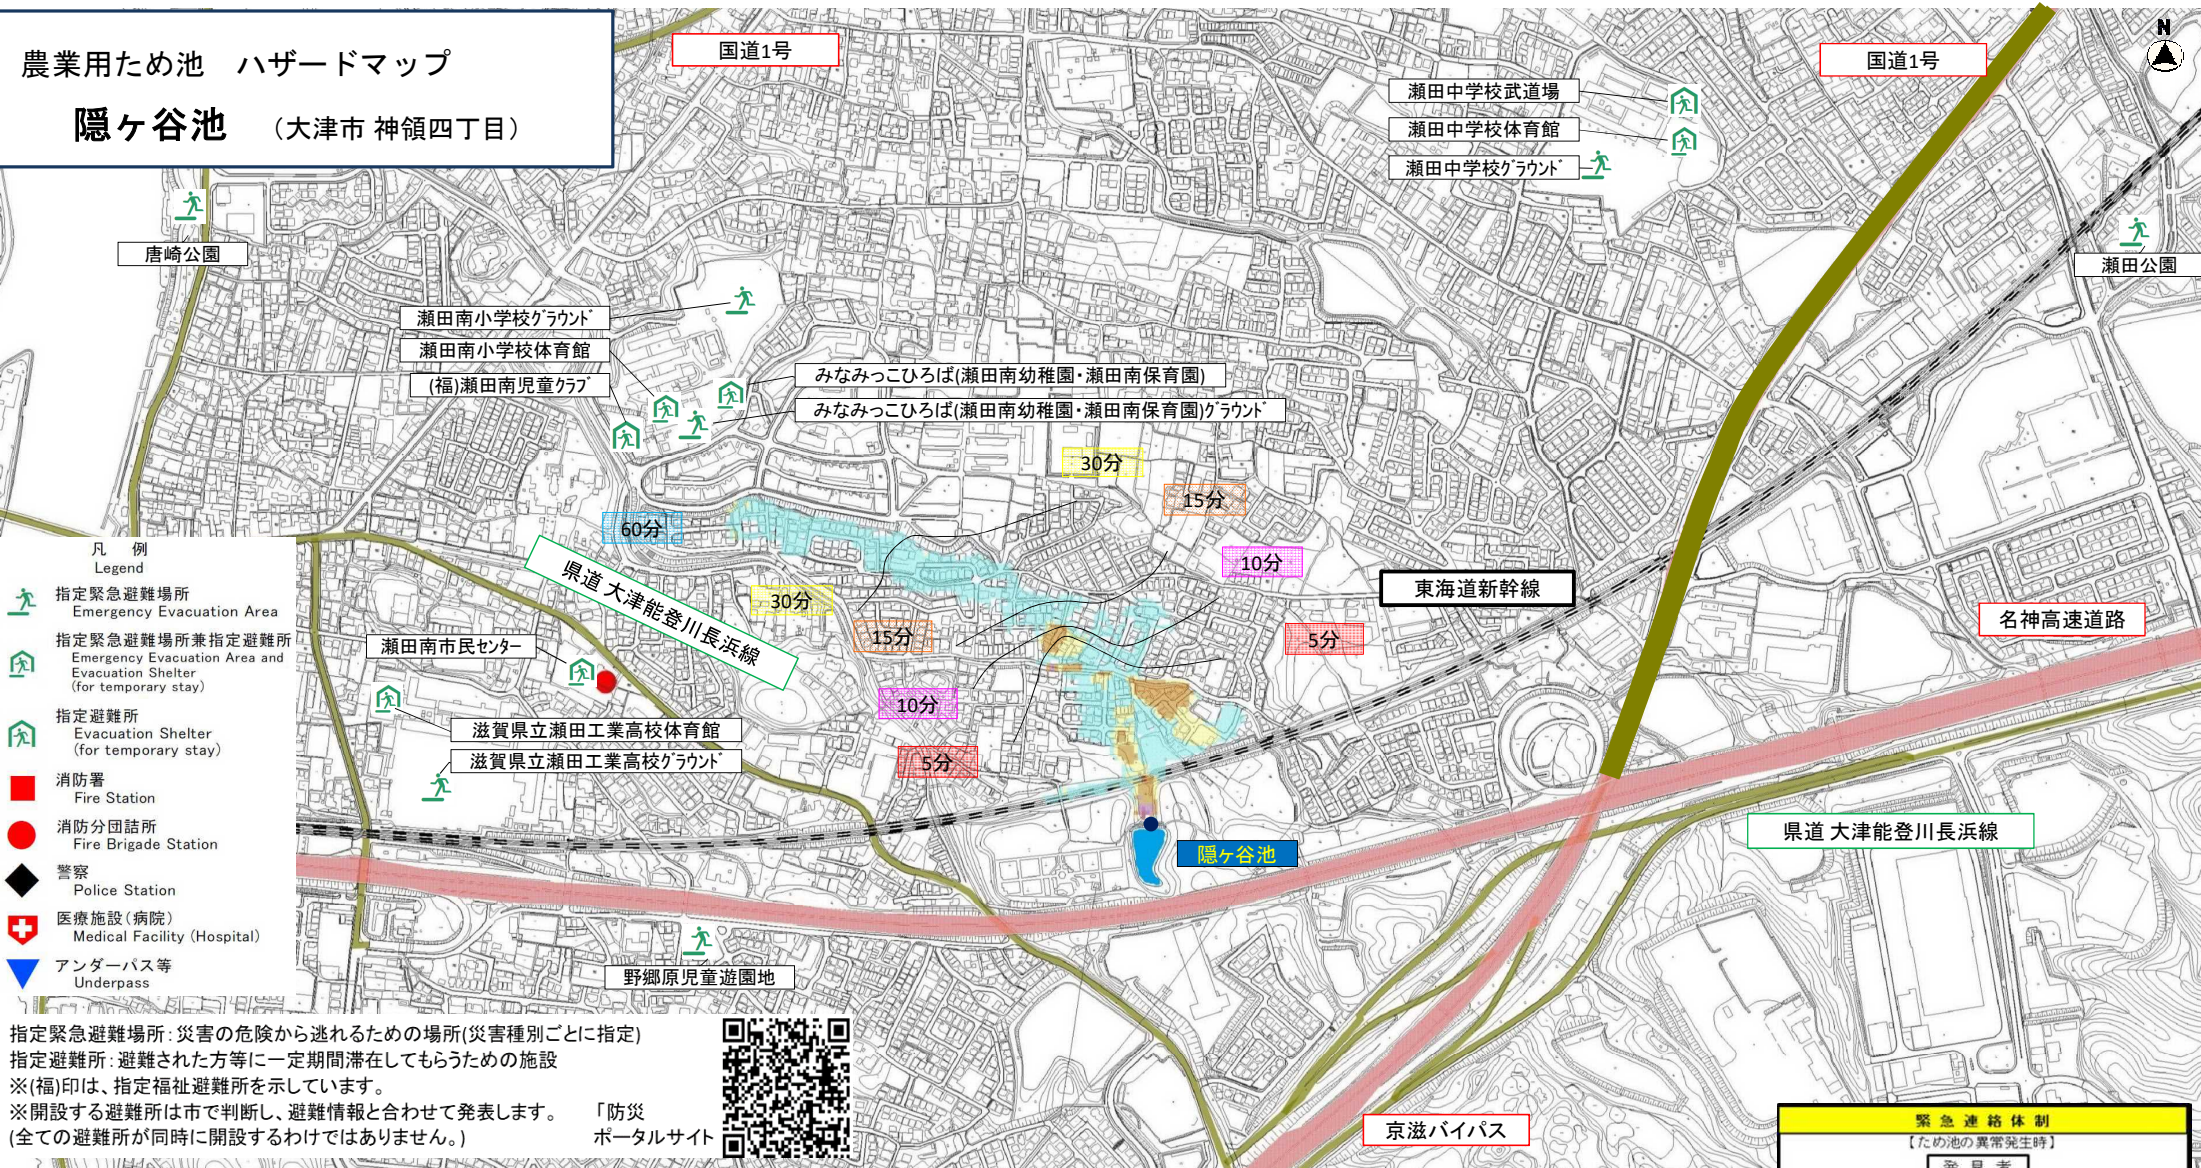 農業用ため池　ハザードマップ
隠ヶ谷池　（大津市 神領四丁目）
国道1号
国道1号
N
瀬田中学校武道場
瀬田中学校体育館
瀬田中学校グラウンド
唐崎公園
瀬田公園
瀬田南小学校グラウンド
瀬田南小学校体育館
(福)瀬田南児童クラブ
みなみっこひろば(瀬田南幼稚園・瀬田南保育園)
みなみっこひろば(瀬田南幼稚園・瀬田南保育園)グラウンド
30分
15分
60分
10分
県道 大津能登川長浜線
東海道新幹線
30分
名神高速道路
15分
5分
瀬田南市民センター
10分
滋賀県立瀬田工業高校体育館
滋賀県立瀬田工業高校グラウンド
5分
県道 大津能登川長浜線
隠ヶ谷池
野郷原児童遊園地
京滋バイパス
凡　例
Legend
指定緊急避難場所
Emergency Evacuation Area
指定緊急避難場所兼指定避難所
Emergency Evacuation Area and
Evacuation Shelter
(for temporary stay)
指定避難所
Evacuation Shelter
(for temporary stay)
消防署
Fire Station
消防分団詰所
Fire Brigade Station
警察
Police Station
医療施設（病院）
Medical Facility (Hospital)
アンダーパス等
Underpass
指定緊急避難場所：災害の危険から逃れるための場所(災害種別ごとに指定)
指定避難所：避難された方等に一定期間滞在してもらうための施設
※(福)印は、指定福祉避難所を示しています。
※開設する避難所は市で判断し、避難情報と合わせて発表します。
(全ての避難所が同時に開設するわけではありません。)
「防災
ポータルサイト
緊急連絡体制
【ため池の異常発生時】
発見者